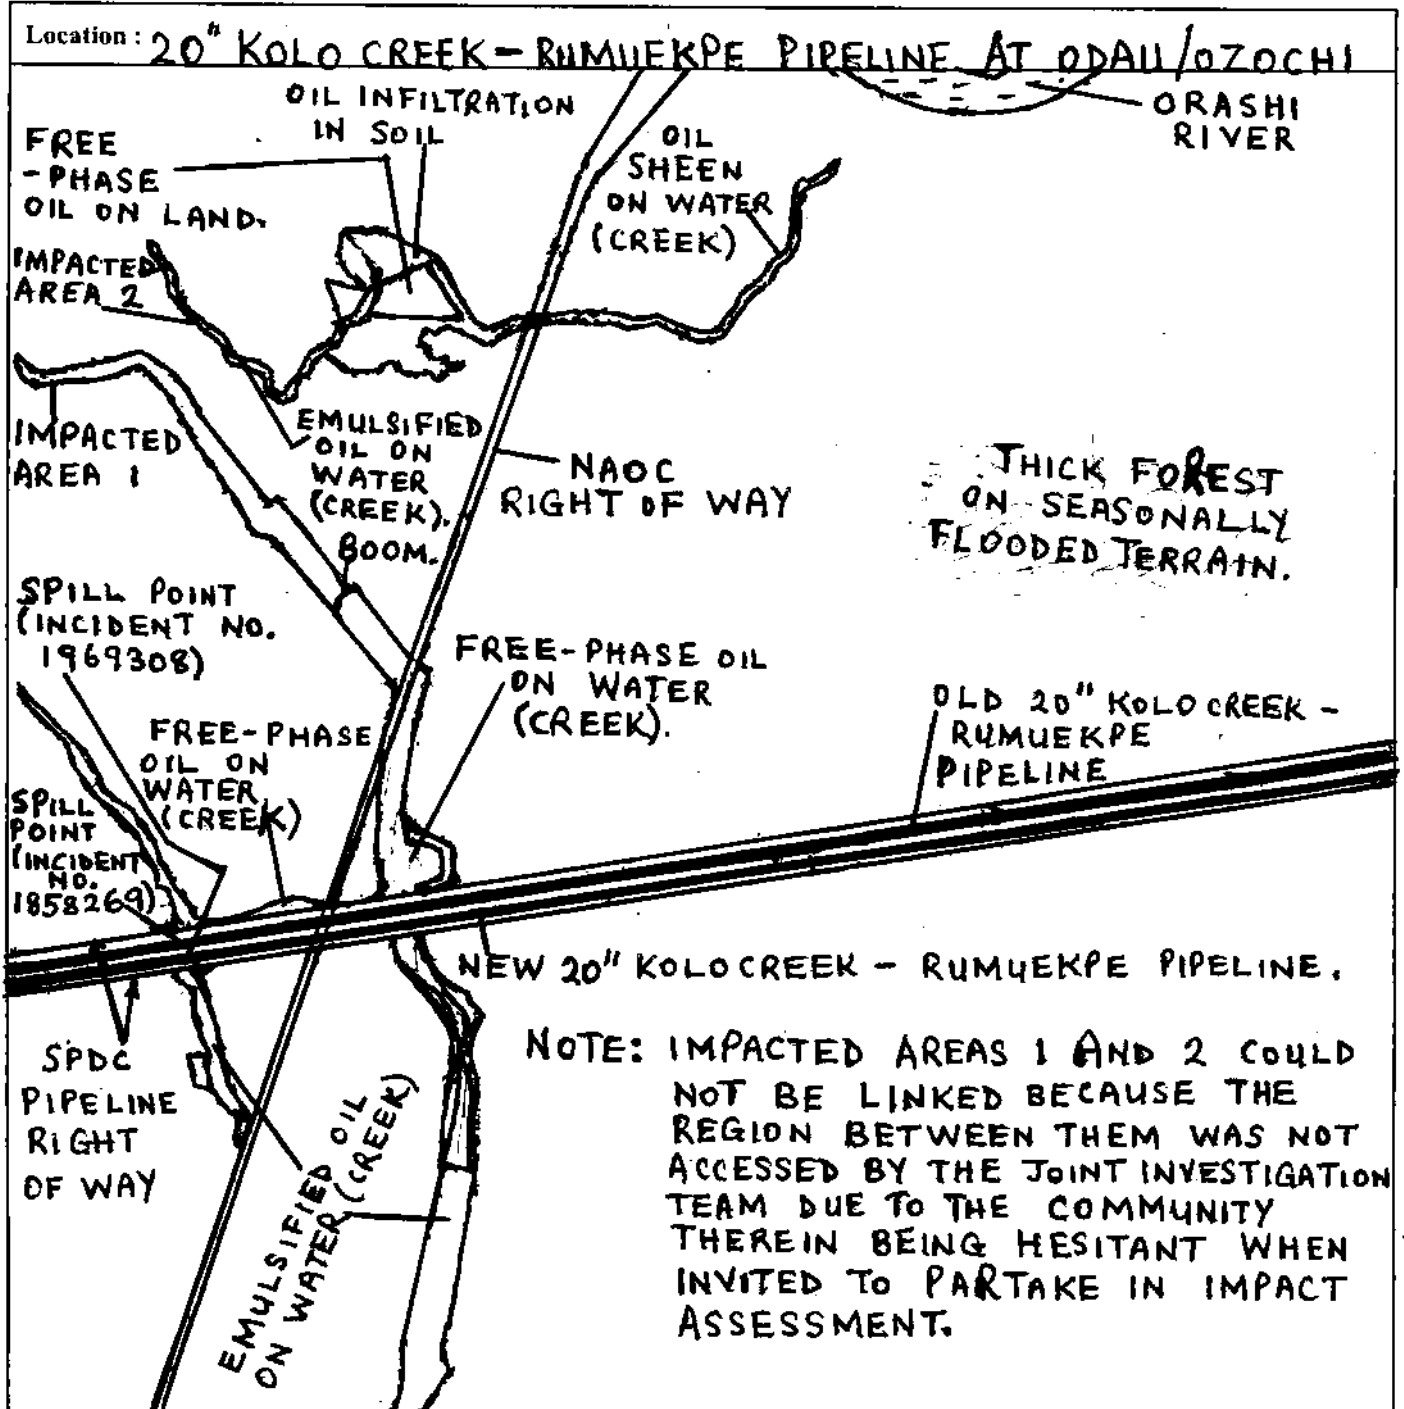 Location : 20" KOLO CREEK – RUMUEKPE PIPELINE AT ODAU/OZOCHI
OIL INFILTRATION
IN SOIL
ORASHI
RIVER
FREE
-PHASE
OIL ON LAND.
OIL
SHEEN
ON WATER
(CREEK)
IMPACTED
AREA 2
IMPACTED
AREA 1
EMULSIFIED
OIL ON
WATER
(CREEK).
BOOM.
NAOC
RIGHT OF WAY
THICK FOREST
ON SEASONALLY
FLOODED TERRAIN.
SPILL POINT
(INCIDENT NO.
1969308)
FREE-PHASE OIL
ON WATER
(CREEK).
OLD 20" KOLO CREEK –
RUMUEKPE
PIPELINE
FREE-PHASE
OIL ON
WATER
(CREEK)
SPILL
POINT
(INCIDENT
NO.
1858269)
NEW 20" KOLO CREEK – RUMUEKPE PIPELINE.
SPDC
PIPELINE
RIGHT
OF WAY
EMULSIFIED OIL
ON WATER (CREEK)
NOTE: IMPACTED AREAS 1 AND 2 COULD
NOT BE LINKED BECAUSE THE
REGION BETWEEN THEM WAS NOT
ACCESSED BY THE JOINT INVESTIGATION
TEAM DUE TO THE COMMUNITY
THEREIN BEING HESITANT WHEN
INVITED TO PARTAKE IN IMPACT
ASSESSMENT.